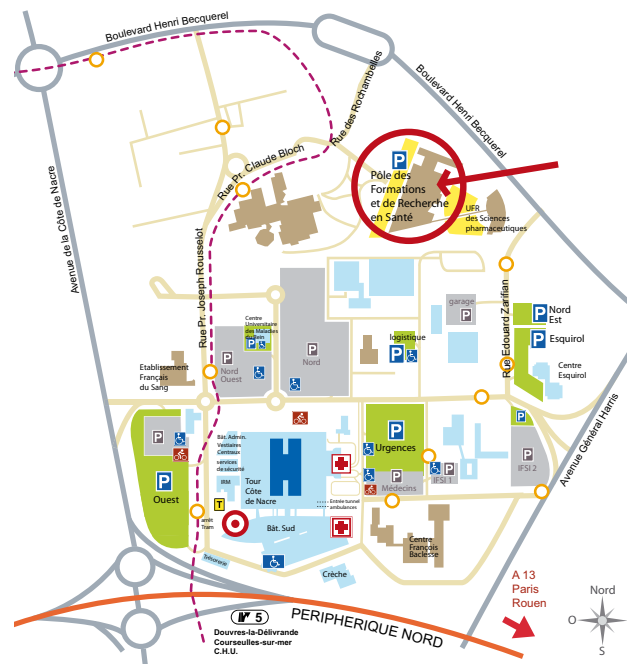 Boulevard Henri Becquerel
Boulevard Henri Becquerel
Avenue de la Côte de Nacre
Rue des Rochambelles
Rue Pr. Claude Bloch
P
Pôle des
Formations
et de Recherche
en Santé
UFR
des Sciences
pharmaceutiques
Rue Pr. Joseph Rousselot
Rue Edouard Zarifian
garage
P
P
Nord
Est
P
Esquirol
Centre
Esquirol
Centre
Universitaire
des Maladies
du Sein
P
P
Nord
Ouest
P
Nord
logistique
P
Etablissement
Français
du Sang
Avenue Général Harris
P
P
Ouest
Bât. Admin.
Vestiaires
Centraux
services
de sécurité
IRM
H
Tour
Côte
de Nacre
P
Urgences
P
Médecins
P
IFSI 1
P
P
IFSI 2
Entrée tunnel
ambulances
T
arrêt
Tram
Bât. Sud
Trésorerie
Crèche
Centre
François
Baclesse
A 13
Paris
Rouen
Nord
O
E
S
PERIPHERIQUE NORD
5
Douvres-la-Délivrande
Courseulles-sur-mer
C.H.U.